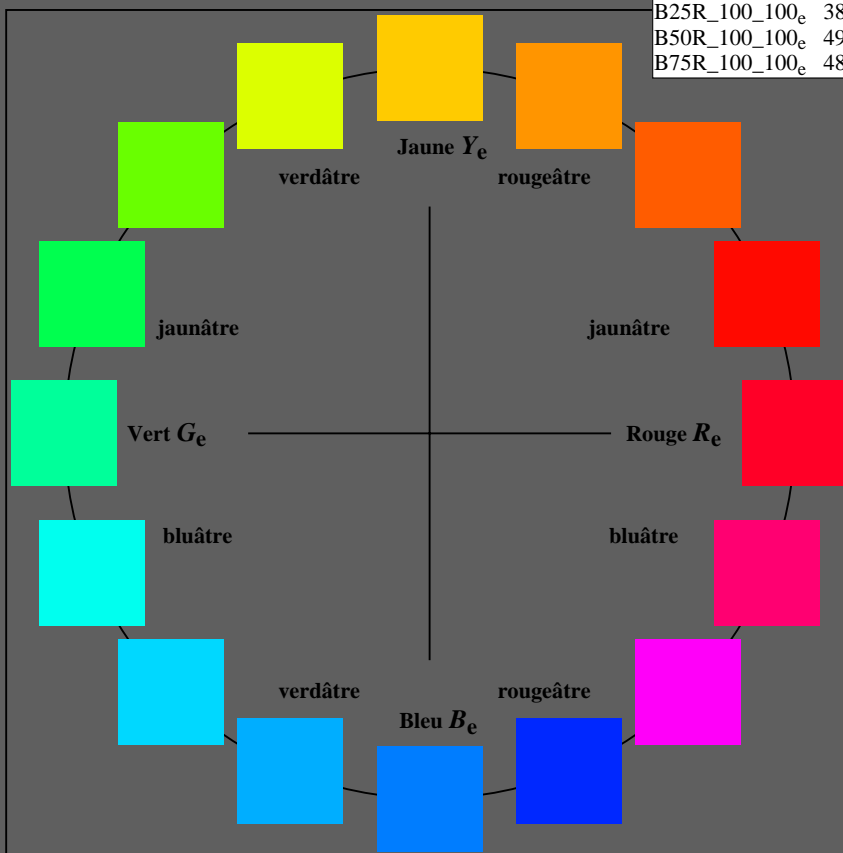 B25R_100_100e 38
B50R_100_100e 49
B75R_100_100e 48
Jaune Ye
verdâtre rougeâtre
jaunâtre jaunâtre
Vert Ge Rouge Re
bluâtre bluâtre
verdâtre rougeâtre
Bleu Be